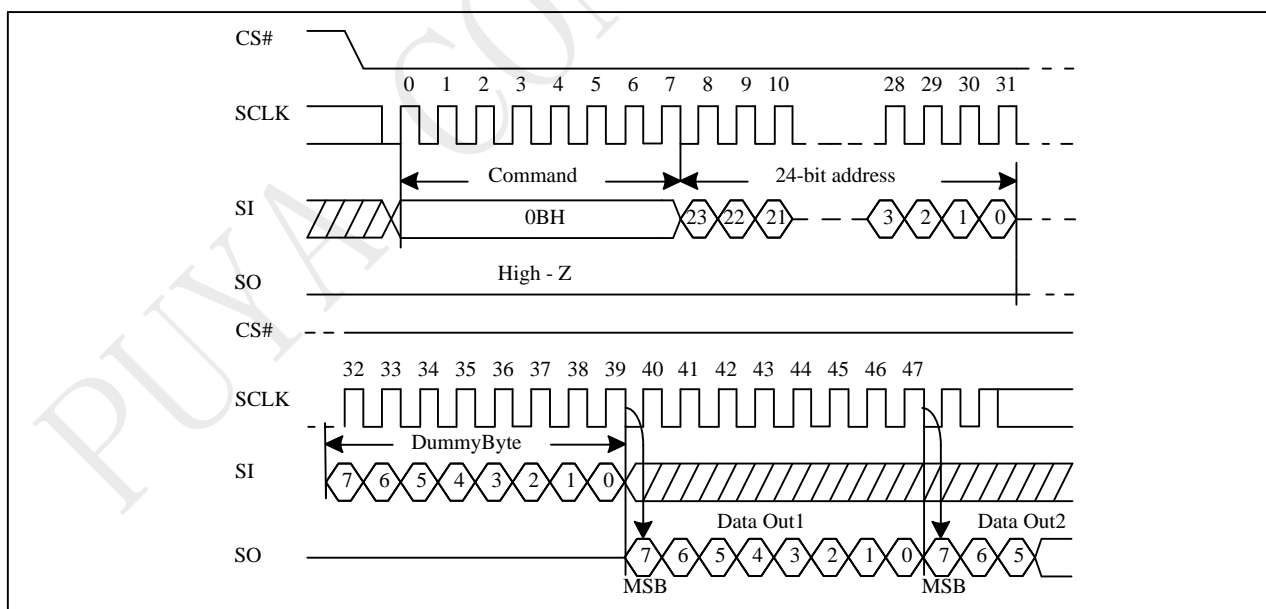 CS#
0 1 2 3 4 5 6 7 8 9 10 28 29 30 31
SCLK
Command 24-bit address
SI 0BH 23 22 21 3 2 1 0
High - Z
SO
CS#
32 33 34 35 36 37 38 39 40 41 42 43 44 45 46 47
SCLK
DummyByte
SI 7 6 5 4 3 2 1 0
Data Out1 Data Out2
SO 7 6 5 4 3 2 1 0 7 6 5
MSB MSB
PUYA